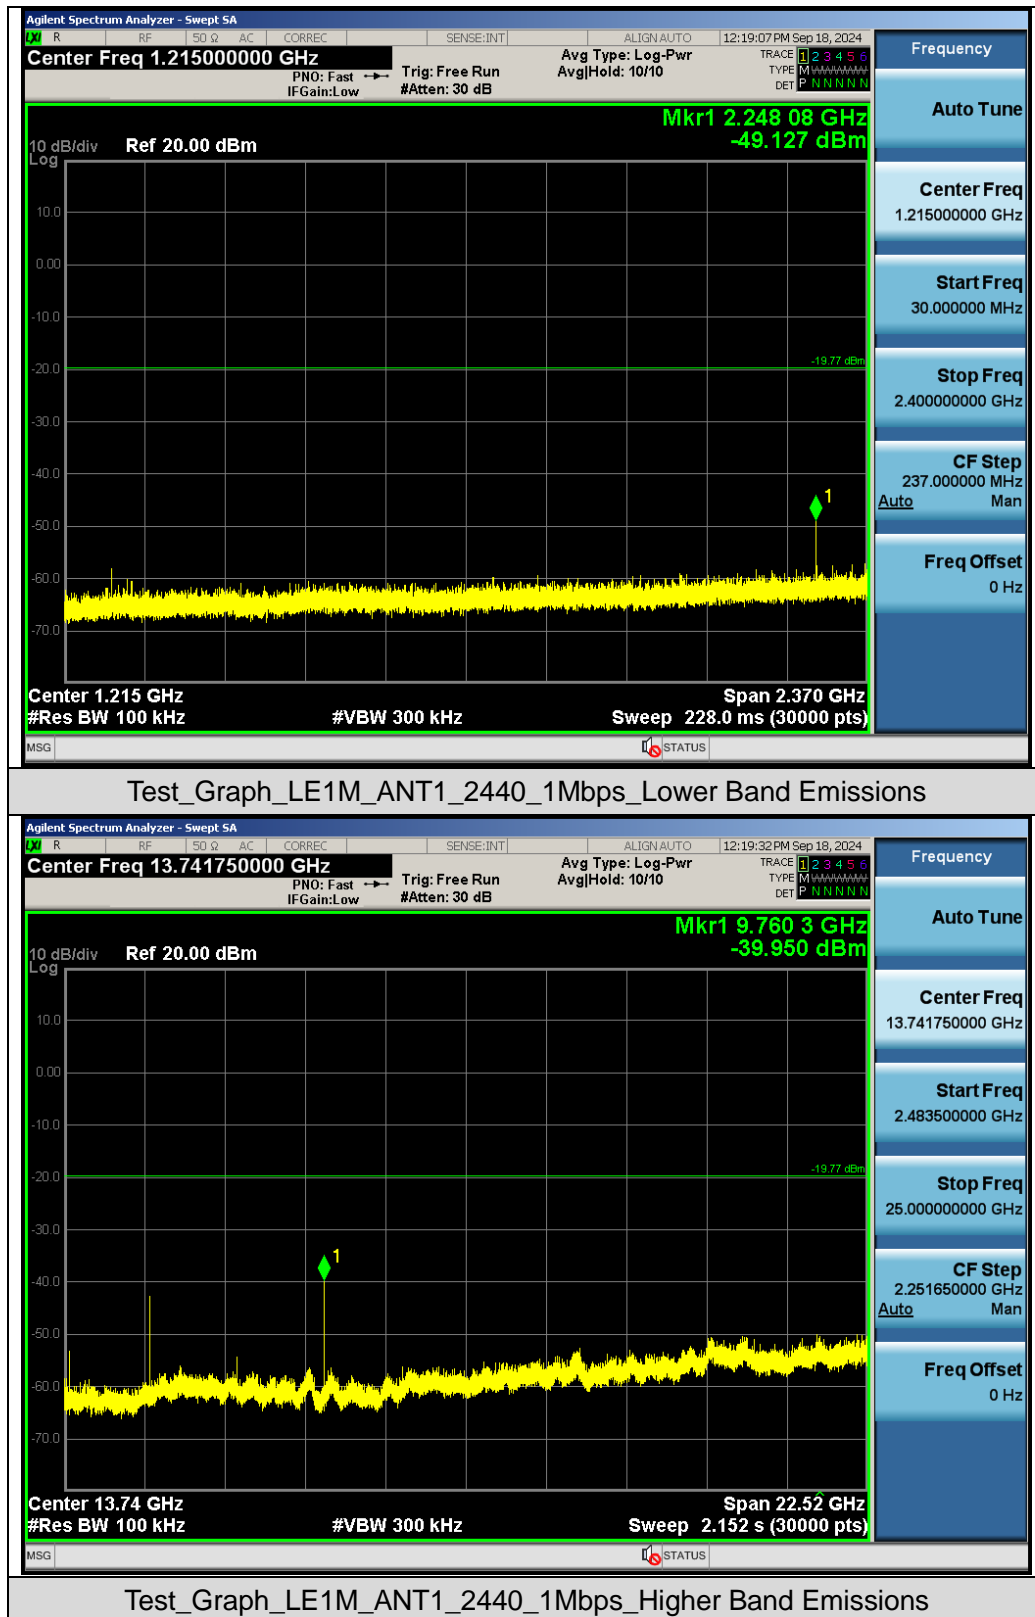 Agilent Spectrum Analyzer - Swept SA
LXI R RF 50 Ω AC CORREC SENSE:INT ALIGN AUTO 12:19:07 PM Sep 18, 2024
Center Freq 1.215000000 GHz
PNO: Fast
IFGain:Low
Trig: Free Run
#Atten: 30 dB
Avg Type: Log-Pwr
Avg|Hold: 10/10
TRACE 1 2 3 4 5 6
TYPE M
DET P N N N N N
Mkr1 2.248 08 GHz
-49.127 dBm
10 dB/div Ref 20.00 dBm
Log
10.0
0.00
-10.0
-19.77 dBm
-20.0
-30.0
-40.0
1
-50.0
-60.0
-70.0
Center 1.215 GHz Span 2.370 GHz
#Res BW 100 kHz #VBW 300 kHz Sweep 228.0 ms (30000 pts)
MSG STATUS
Frequency
Auto Tune
Center Freq
1.215000000 GHz
Start Freq
30.000000 MHz
Stop Freq
2.400000000 GHz
CF Step
237.000000 MHz
Auto Man
Freq Offset
0 Hz
Test_Graph_LE1M_ANT1_2440_1Mbps_Lower Band Emissions
Agilent Spectrum Analyzer - Swept SA
LXI R RF 50 Ω AC CORREC SENSE:INT ALIGN AUTO 12:19:32 PM Sep 18, 2024
Center Freq 13.741750000 GHz
PNO: Fast
IFGain:Low
Trig: Free Run
#Atten: 30 dB
Avg Type: Log-Pwr
Avg|Hold: 10/10
TRACE 1 2 3 4 5 6
TYPE M
DET P N N N N N
Mkr1 9.760 3 GHz
-39.950 dBm
10 dB/div Ref 20.00 dBm
Log
10.0
0.00
-10.0
-19.77 dBm
-20.0
-30.0
1
-40.0
-50.0
-60.0
-70.0
Center 13.74 GHz Span 22.52 GHz
#Res BW 100 kHz #VBW 300 kHz Sweep 2.152 s (30000 pts)
MSG STATUS
Frequency
Auto Tune
Center Freq
13.741750000 GHz
Start Freq
2.483500000 GHz
Stop Freq
25.000000000 GHz
CF Step
2.251650000 GHz
Auto Man
Freq Offset
0 Hz
Test_Graph_LE1M_ANT1_2440_1Mbps_Higher Band Emissions